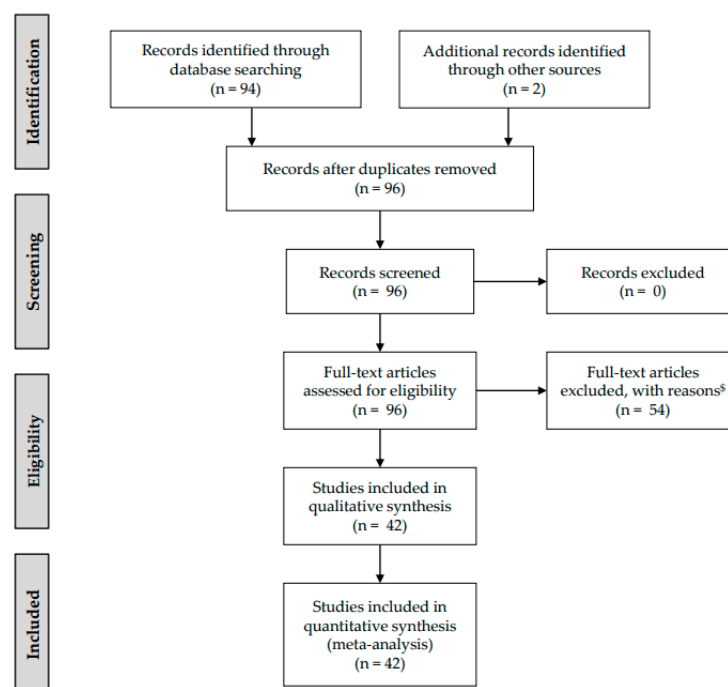 Identification
Records identified through
database searching
(n = 94)
Additional records identified
through other sources
(n = 2)
Records after duplicates removed
(n = 96)
Screening
Records screened
(n = 96)
Records excluded
(n = 0)
Eligibility
Full-text articles
assessed for eligibility
(n = 96)
Full-text articles
excluded, with reasons$
(n = 54)
Studies included in
qualitative synthesis
(n = 42)
Included
Studies included in
quantitative synthesis
(meta-analysis)
(n = 42)